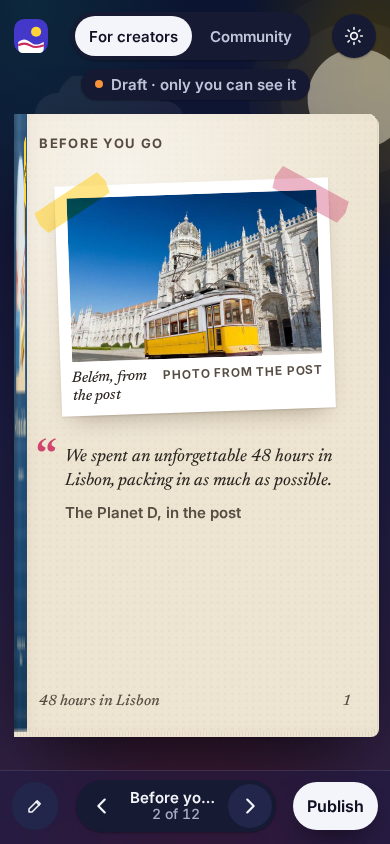 For creators
Community
Draft · only you can see it
BEFORE YOU GO
Belém, from
the post
PHOTO FROM THE POST
“ We spent an unforgettable 48 hours in
Lisbon, packing in as much as possible.
The Planet D, in the post
48 hours in Lisbon
1
Before yo...
2 of 12
Publish